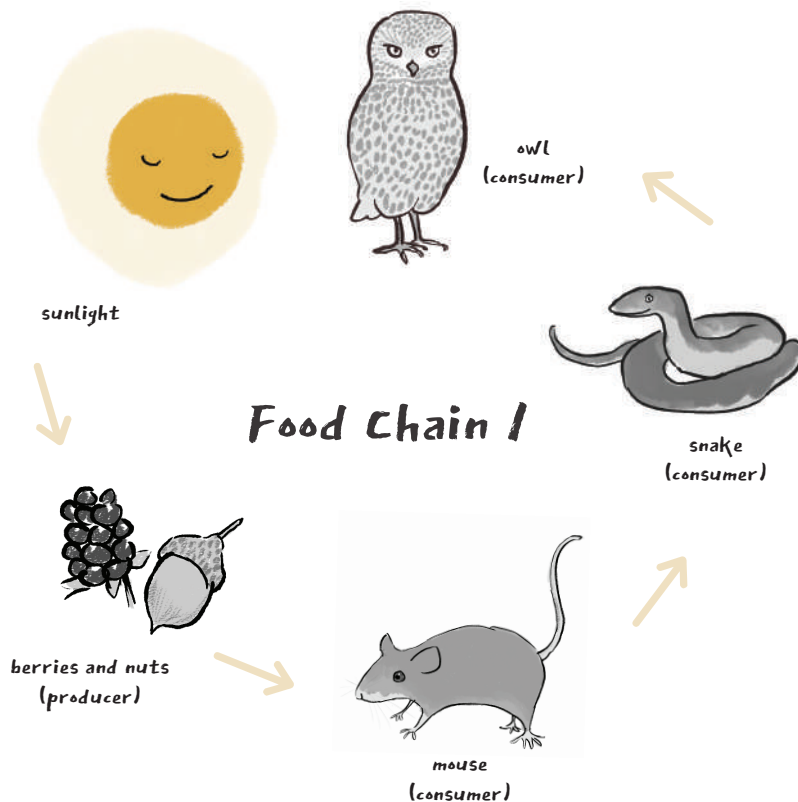 owl
(consumer)
sunlight
Food Chain 1
snake
(consumer)
berries and nuts
(producer)
mouse
(consumer)